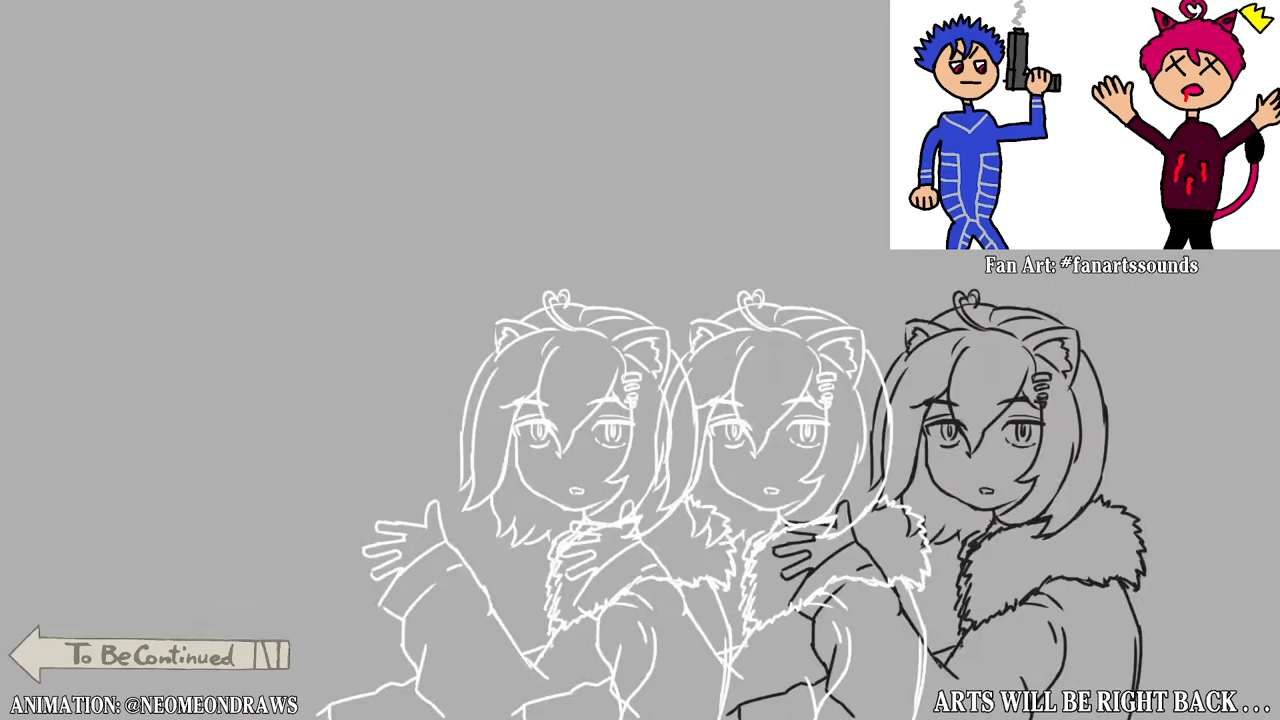 Fan Art: #fanartssounds
To Be Continued
ANIMATION: @NEOMEONDRAWS
ARTS WILL BE RIGHT BACK . . .